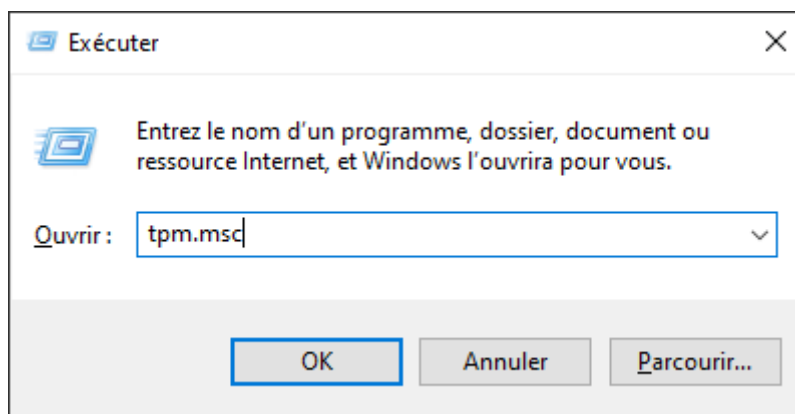 Exécuter
Entrez le nom d'un programme, dossier, document ou
ressource Internet, et Windows l'ouvrira pour vous.
Ouvrir : tpm.msc
OK Annuler Parcourir...